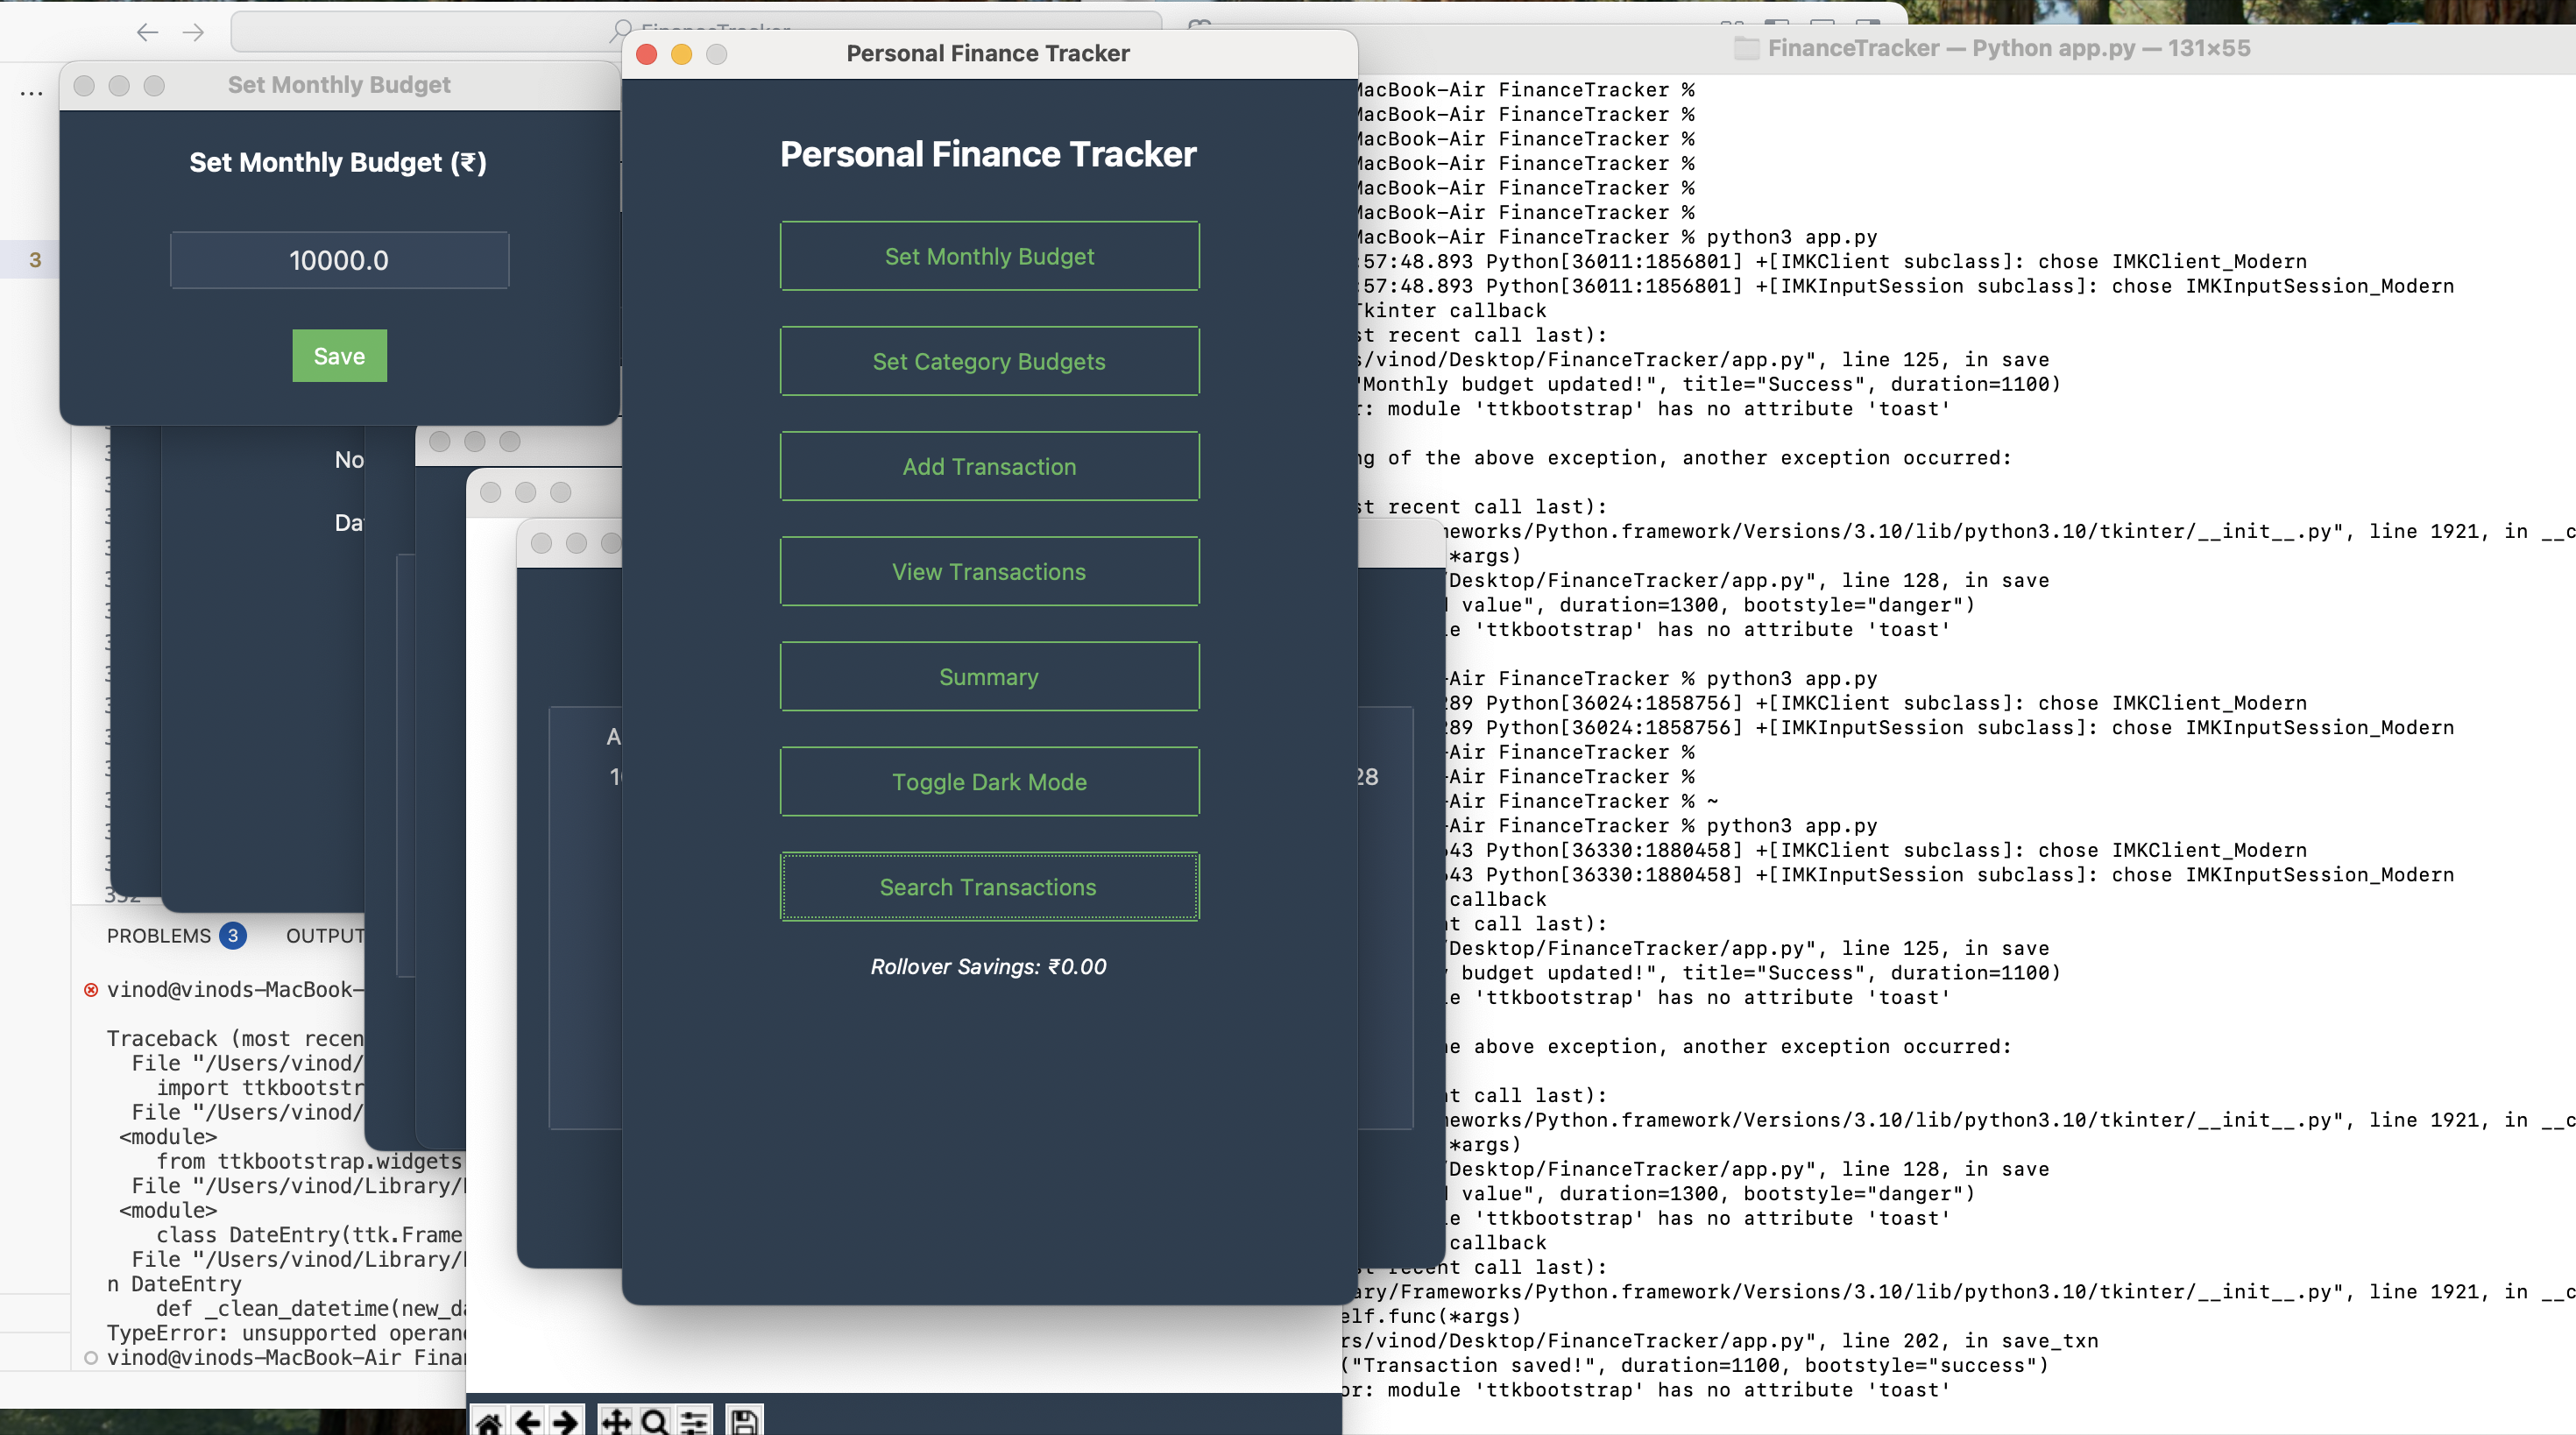 FinanceTracker
Set Monthly Budget
Set Monthly Budget (₹)
10000.0
Save
3
No
PROBLEMS 3 OUTPUT
vinod@vinods-MacBook-
Traceback (most recen
File "/Users/vinod/
import ttkbootstr
File "/Users/vinod/
<module>
from ttkbootstrap.widgets
File "/Users/vinod/Library/
<module>
class DateEntry(ttk.Frame
File "/Users/vinod/Library/
n DateEntry
def _clean_datetime(new_da
TypeError: unsupported operand
vinod@vinods-MacBook-Air Finan
Personal Finance Tracker
Personal Finance Tracker
Set Monthly Budget
Set Category Budgets
Add Transaction
View Transactions
Summary
Toggle Dark Mode
Search Transactions
Rollover Savings: ₹0.00
28
FinanceTracker — Python app.py — 131×55
MacBook-Air FinanceTracker %
MacBook-Air FinanceTracker %
MacBook-Air FinanceTracker %
MacBook-Air FinanceTracker %
MacBook-Air FinanceTracker %
MacBook-Air FinanceTracker %
MacBook-Air FinanceTracker % python3 app.py
:57:48.893 Python[36011:1856801] +[IMKClient subclass]: chose IMKClient_Modern
:57:48.893 Python[36011:1856801] +[IMKInputSession subclass]: chose IMKInputSession_Modern
Tkinter callback
st recent call last):
s/vinod/Desktop/FinanceTracker/app.py", line 125, in save
"Monthly budget updated!", title="Success", duration=1100)
r: module 'ttkbootstrap' has no attribute 'toast'
ng of the above exception, another exception occurred:
st recent call last):
meworks/Python.framework/Versions/3.10/lib/python3.10/tkinter/__init__.py", line 1921, in __c
*args)
/Desktop/FinanceTracker/app.py", line 128, in save
d value", duration=1300, bootstyle="danger")
le 'ttkbootstrap' has no attribute 'toast'
-Air FinanceTracker % python3 app.py
289 Python[36024:1858756] +[IMKClient subclass]: chose IMKClient_Modern
289 Python[36024:1858756] +[IMKInputSession subclass]: chose IMKInputSession_Modern
-Air FinanceTracker %
-Air FinanceTracker %
-Air FinanceTracker % ~
-Air FinanceTracker % python3 app.py
643 Python[36330:1880458] +[IMKClient subclass]: chose IMKClient_Modern
643 Python[36330:1880458] +[IMKInputSession subclass]: chose IMKInputSession_Modern
callback
nt call last):
/Desktop/FinanceTracker/app.py", line 125, in save
y budget updated!", title="Success", duration=1100)
le 'ttkbootstrap' has no attribute 'toast'
he above exception, another exception occurred:
nt call last):
meworks/Python.framework/Versions/3.10/lib/python3.10/tkinter/__init__.py", line 1921, in __c
*args)
/Desktop/FinanceTracker/app.py", line 128, in save
d value", duration=1300, bootstyle="danger")
le 'ttkbootstrap' has no attribute 'toast'
callback
st recent call last):
ary/Frameworks/Python.framework/Versions/3.10/lib/python3.10/tkinter/__init__.py", line 1921, in __c
elf.func(*args)
rs/vinod/Desktop/FinanceTracker/app.py", line 202, in save_txn
("Transaction saved!", duration=1100, bootstyle="success")
or: module 'ttkbootstrap' has no attribute 'toast'